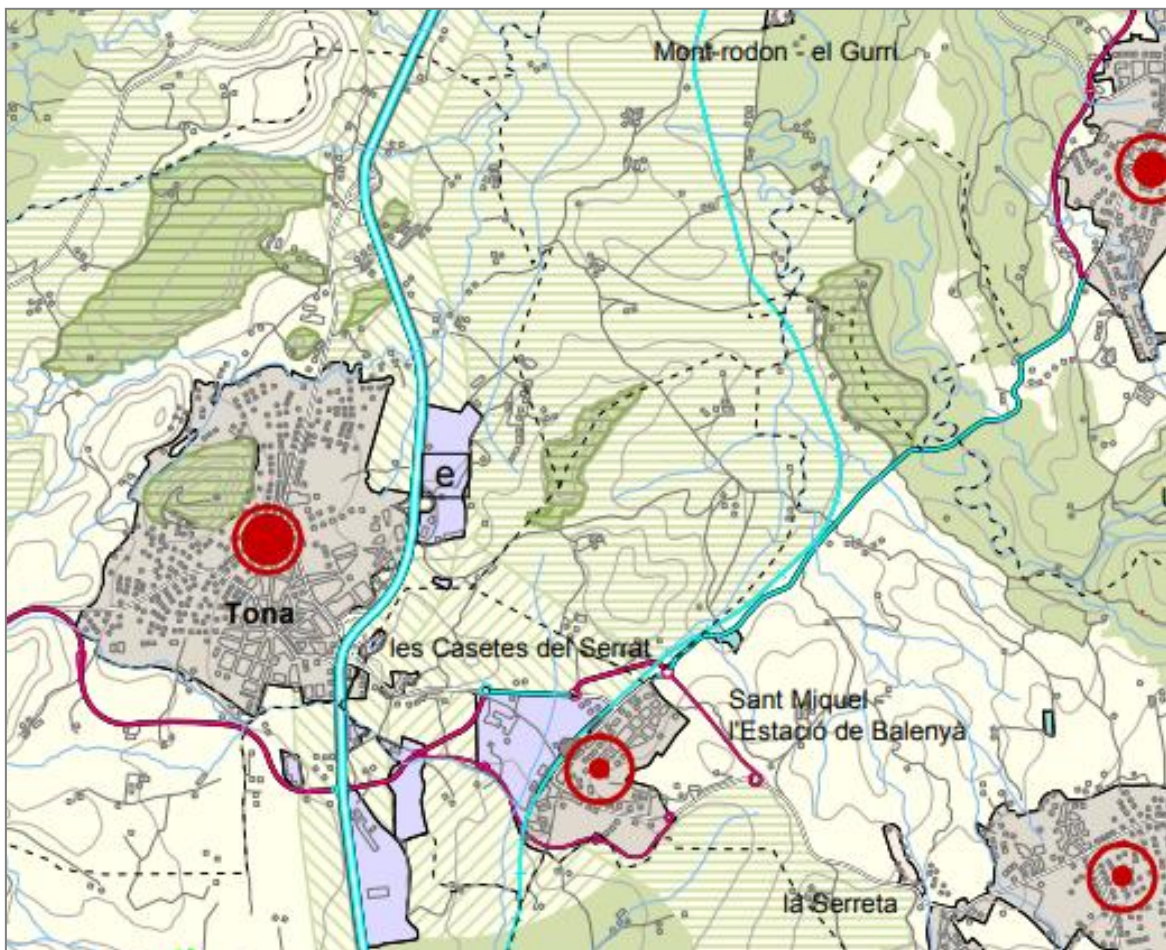 Mont-rodon - el Gurri
e
Tona
les Casetes del Serrat
Sant Miquel -
l'Estació de Balenyà
la Serreta